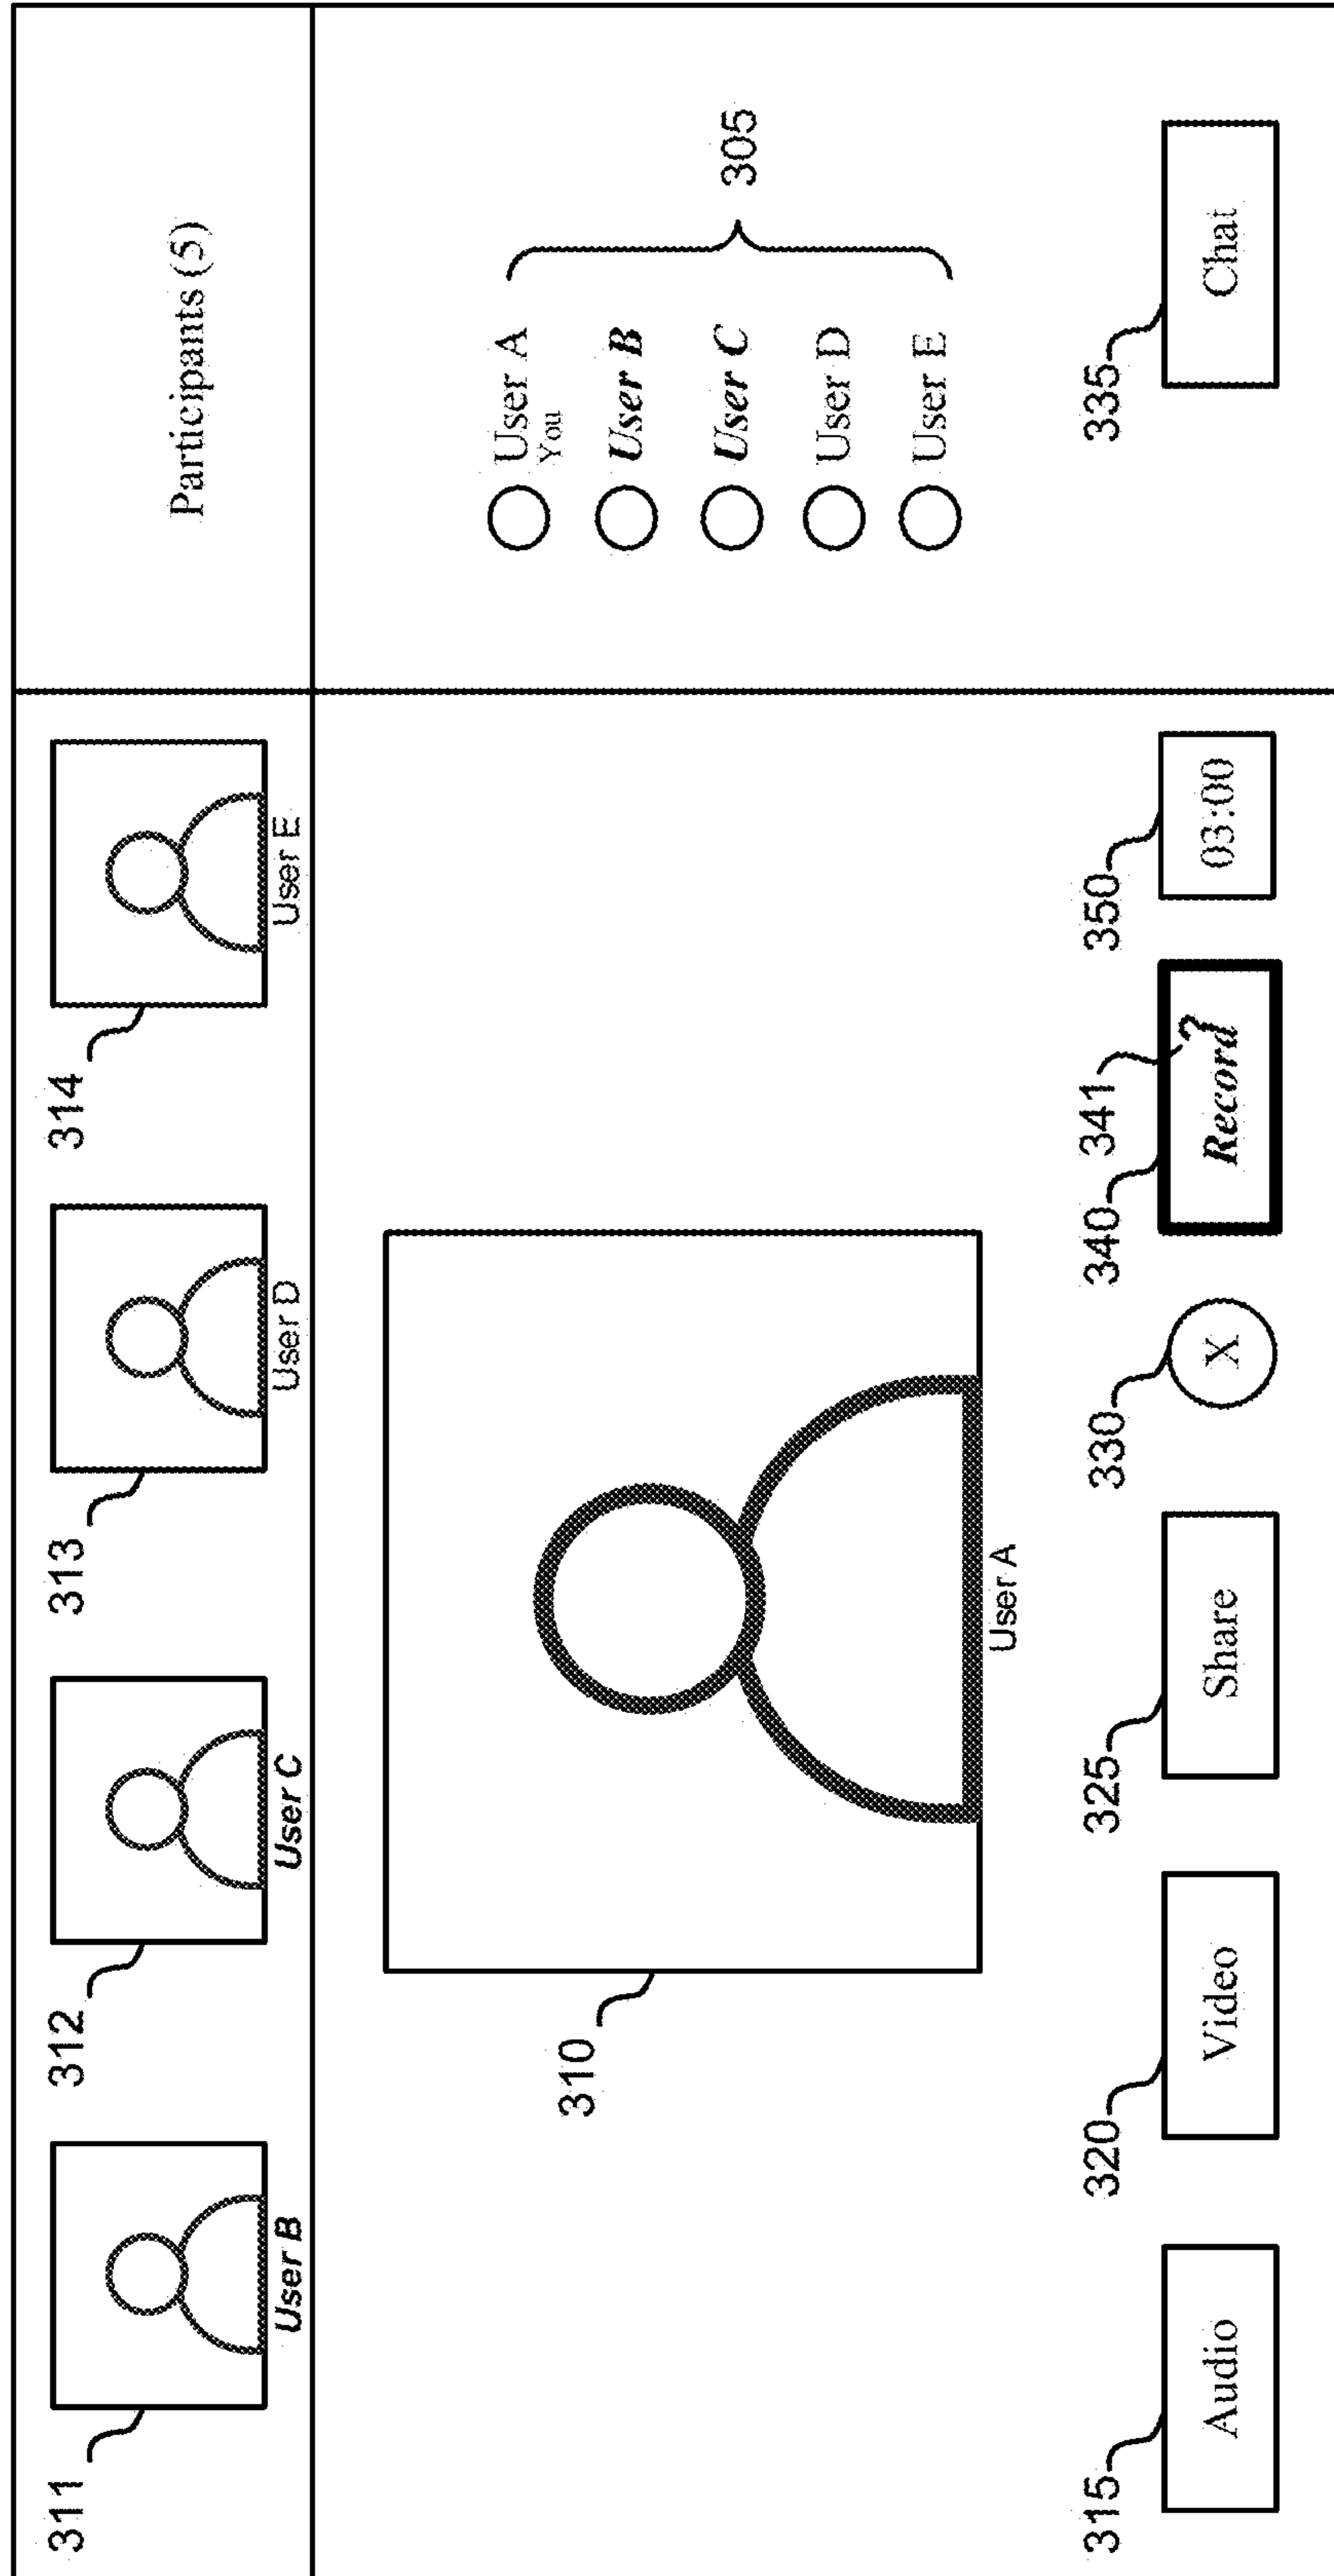 311
312
313
314
User B
User C
User D
User E
Participants (5)
310
User A
User A
You
User B
User C
User D
User E
305
315
320
325
330
340
341
350
335
Audio
Video
Share
X
Record
03:00
Chat